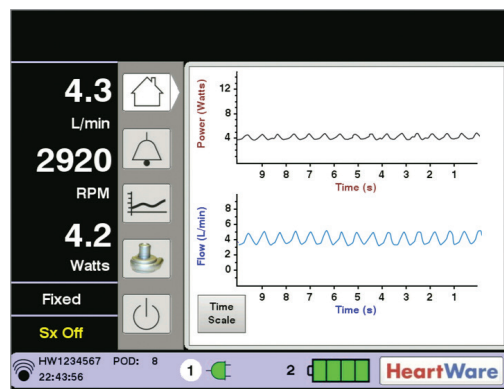 4.3
L/min
2920
RPM
4.2
Watts
Fixed
Sx Off
Power (Watts)
12
8
4
9 8 7 6 5 4 3 2 1
Time (s)
Flow (L/min)
8
6
4
2
0
9 8 7 6 5 4 3 2 1
Time (s)
Time
Scale
HW1234567 POD: 8
22:43:56
1
2
HeartWare